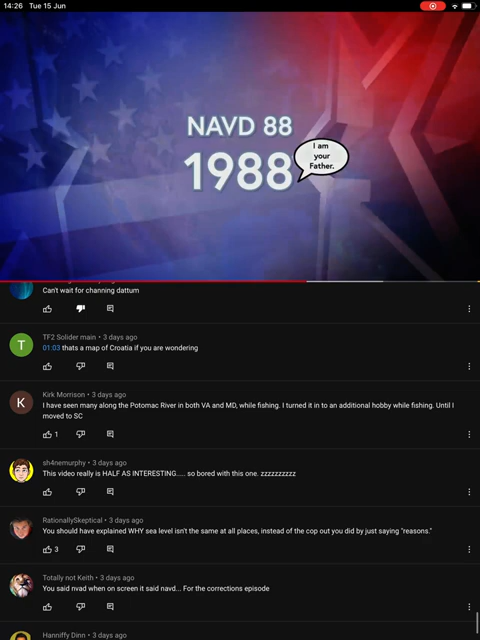 14:26 Tue 15 Jun
NAVD 88
1988
I am
your
Father.
Can't wait for channing dattum
T
TF2 Solider main • 3 days ago
01:03 thats a map of Croatia if you are wondering
K
Kirk Morrison • 3 days ago
I have seen many along the Potomac River in both VA and MD, while fishing. I turned it in to an additional hobby while fishing. Until I
moved to SC
1
sh4nemurphy • 3 days ago
This video really is HALF AS INTERESTING..... so bored with this one. zzzzzzzzzz
RationallySkeptical • 3 days ago
You should have explained WHY sea level isn't the same at all places, instead of the cop out you did by just saying "reasons."
3
Totally not Keith • 3 days ago
You said nvad when on screen it said navd... For the corrections episode
Hanniffy Dinn • 3 days ago